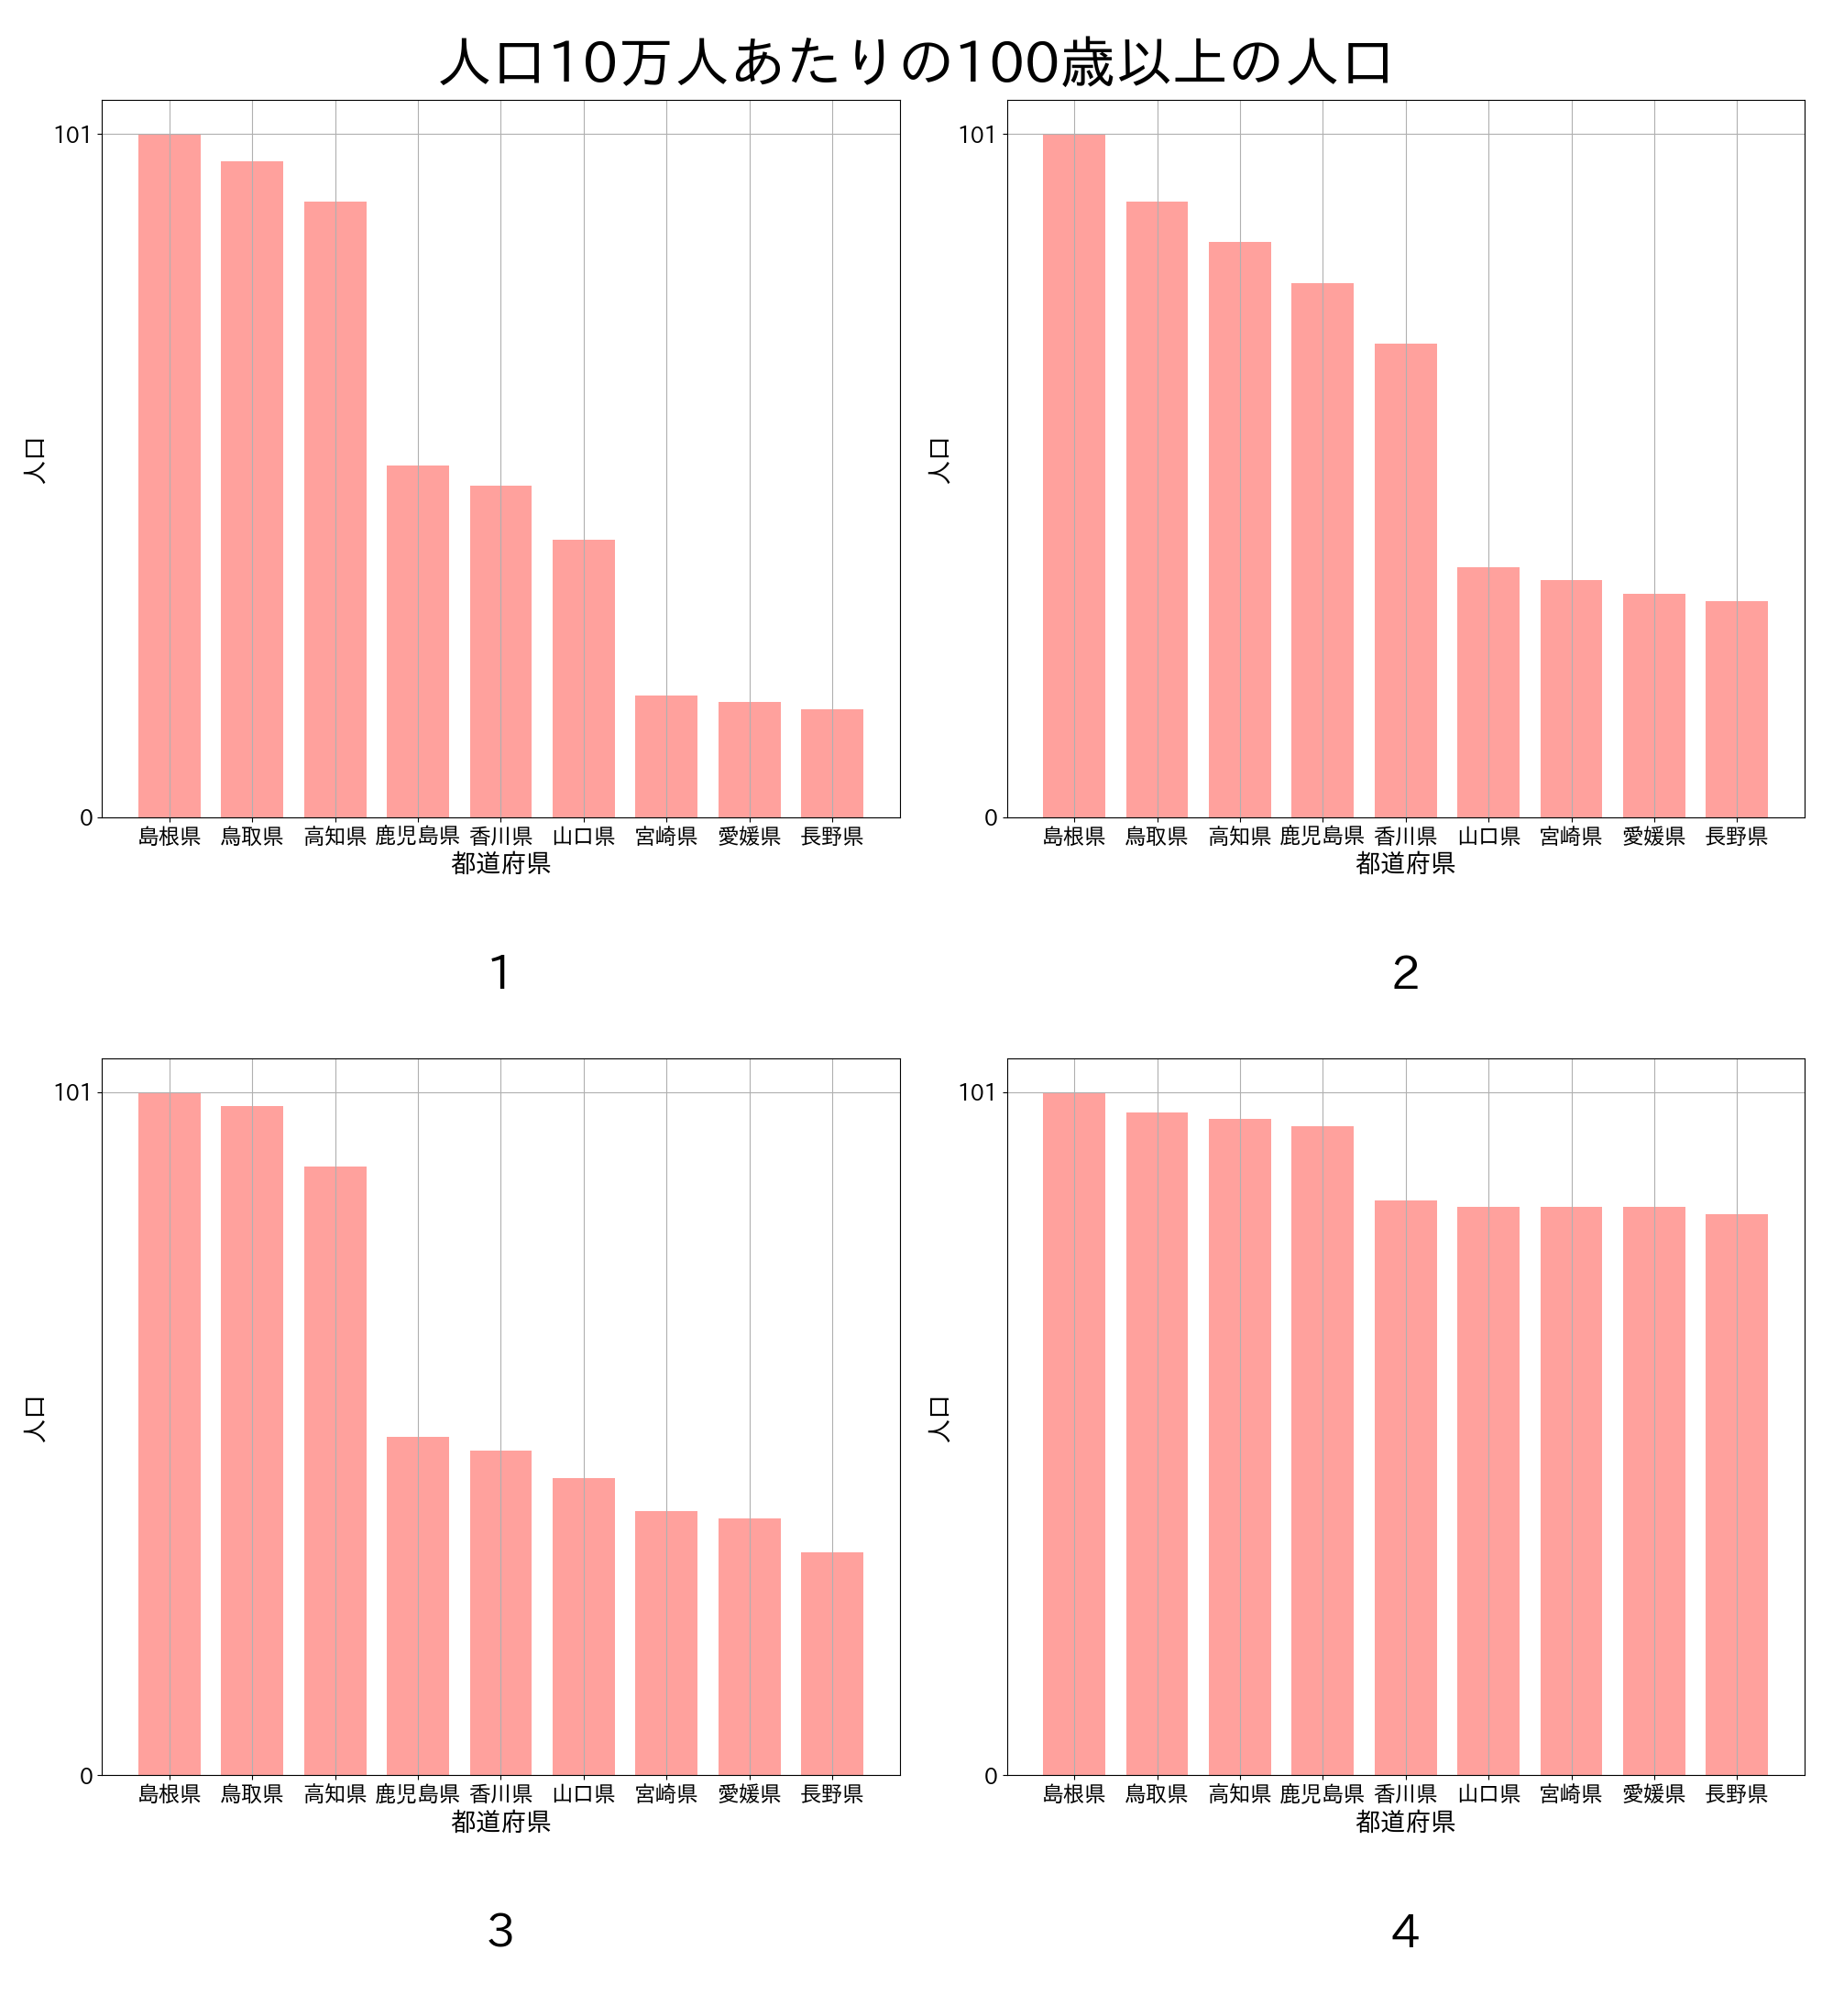 人口10万人あたりの100歳以上の人口
101
0
人口
島根県 鳥取県 高知県 鹿児島県 香川県 山口県 宮崎県 愛媛県 長野県
都道府県
1
101
0
人口
島根県 鳥取県 高知県 鹿児島県 香川県 山口県 宮崎県 愛媛県 長野県
都道府県
2
101
0
人口
島根県 鳥取県 高知県 鹿児島県 香川県 山口県 宮崎県 愛媛県 長野県
都道府県
3
101
0
人口
島根県 鳥取県 高知県 鹿児島県 香川県 山口県 宮崎県 愛媛県 長野県
都道府県
4